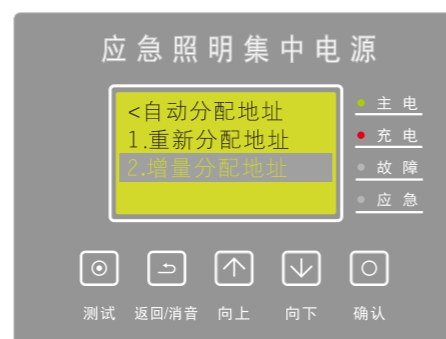 应急照明集中电源
<自动分配地址
1.重新分配地址
2.增量分配地址
主电
充电
故障
应急
测试 返回/消音 向上 向下 确认